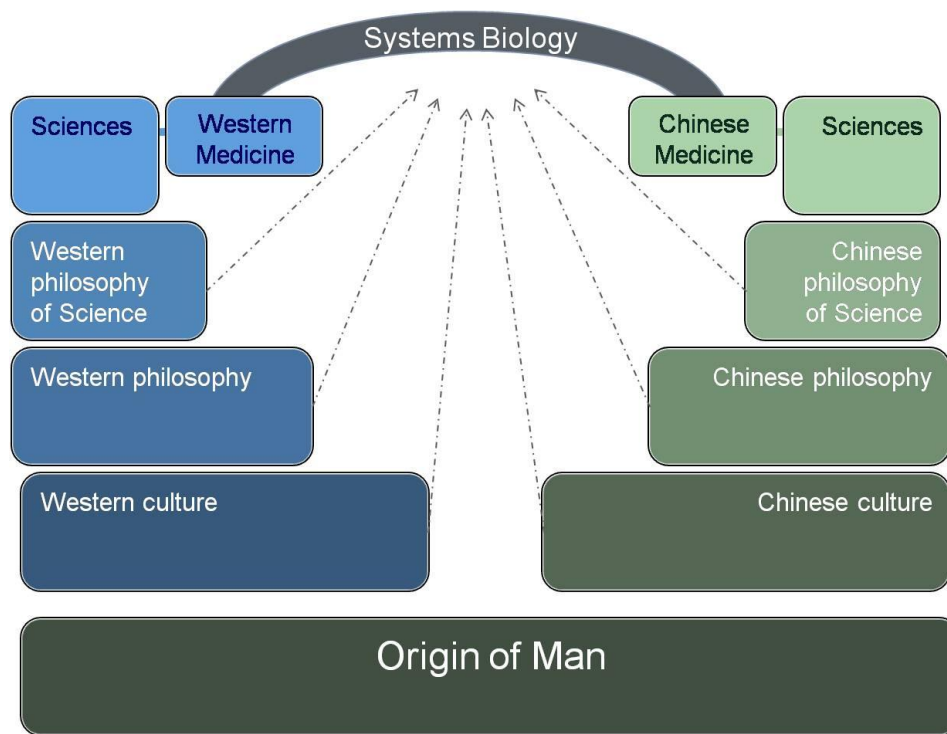 Systems Biology
Sciences
Western
Medicine
Chinese
Medicine
Sciences
Western
philosophy
of Science
Chinese
philosophy
of Science
Western philosophy
Chinese philosophy
Western culture
Chinese culture
Origin of Man